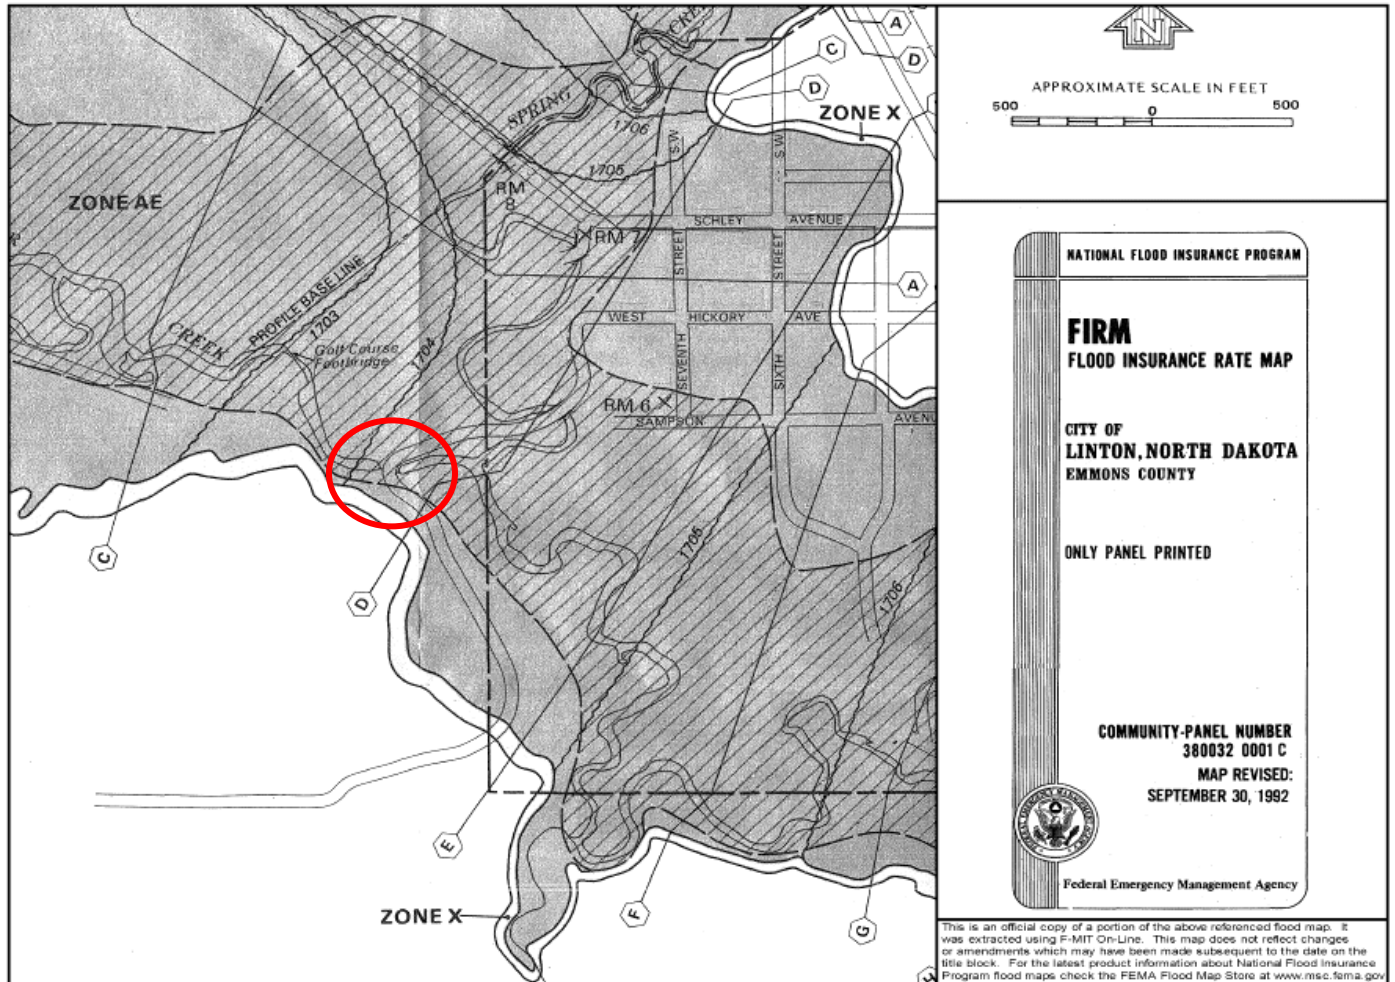 CREEK
A
C
D
D
ZONE X
SPRING
1706
S.W.
S.W.
1705
RM
8
ZONE AE
SCHLEY AVENUE
RM 7
STREET
STREET
A
PROFILE BASE LINE
1703
WEST HICKORY AVE
CREEK
Golf Course
Footbridge
1704
SEVENTH
SIXTH
RM 6
SAMPSON
AVENU
1705
C
D
1706
E
ZONE X
F
G
H
N
APPROXIMATE SCALE IN FEET
500 0 500
NATIONAL FLOOD INSURANCE PROGRAM
FIRM
FLOOD INSURANCE RATE MAP
CITY OF
LINTON, NORTH DAKOTA
EMMONS COUNTY
ONLY PANEL PRINTED
COMMUNITY-PANEL NUMBER
380032 0001 C
MAP REVISED:
SEPTEMBER 30, 1992
Federal Emergency Management Agency
This is an official copy of a portion of the above referenced flood map. It
was extracted using F-MIT On-Line. This map does not reflect changes
or amendments which may have been made subsequent to the date on the
title block. For the latest product information about National Flood Insurance
Program flood maps check the FEMA Flood Map Store at www.msc.fema.gov